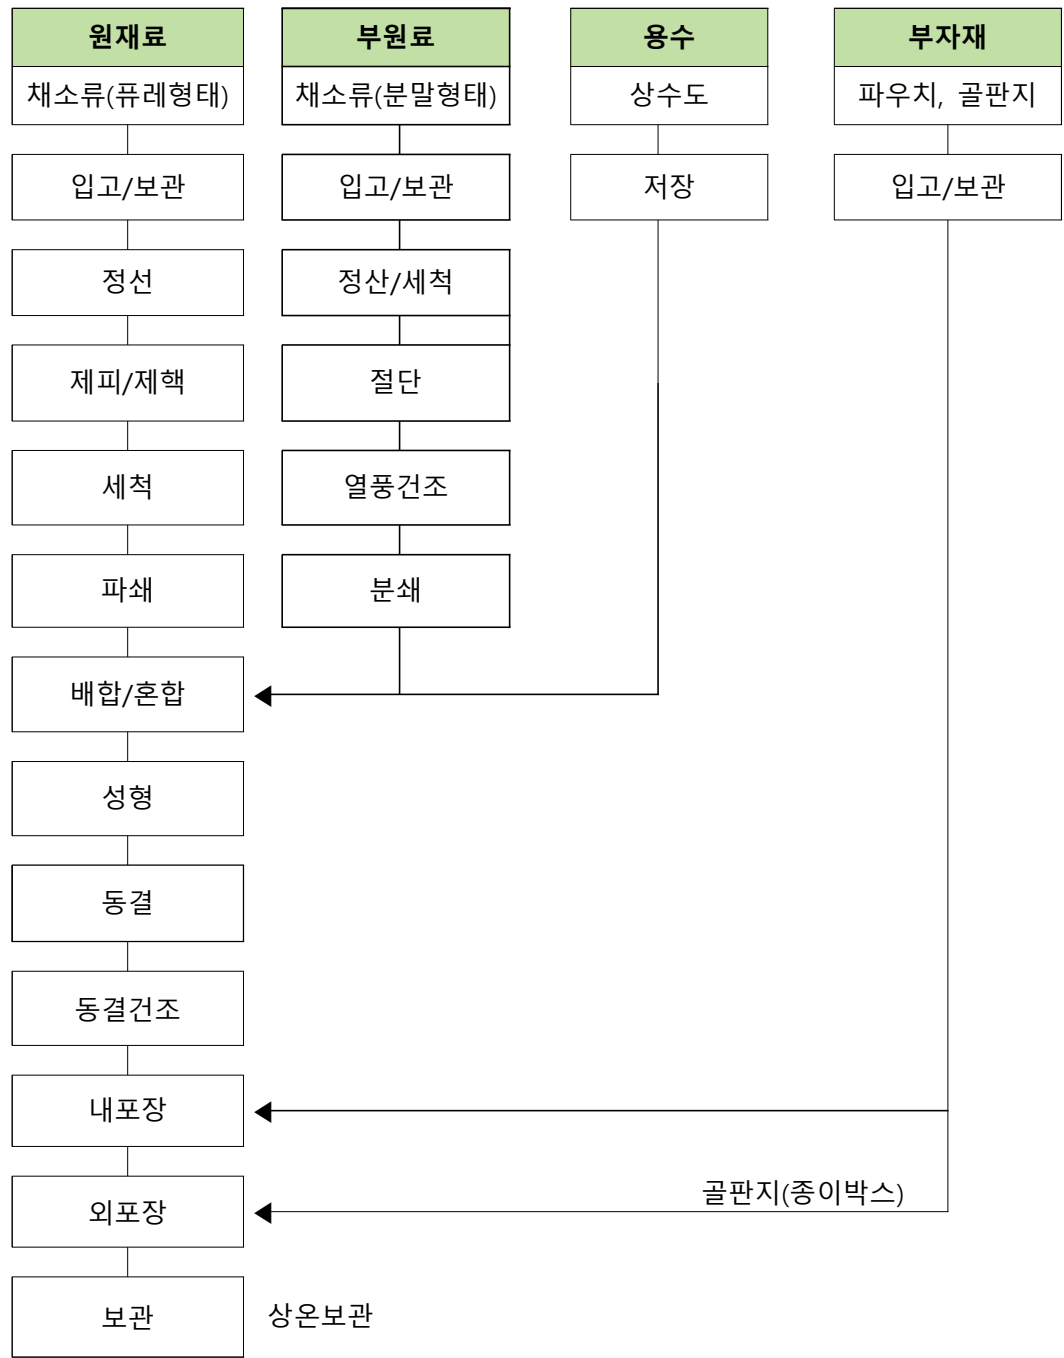 원재료
부원료
용수
부자재
채소류(퓨레형태)
채소류(분말형태)
상수도
파우치, 골판지
입고/보관
입고/보관
저장
입고/보관
정선
정산/세척
제피/제핵
절단
세척
열풍건조
파쇄
분쇄
배합/혼합
성형
동결
동결건조
내포장
골판지(종이박스)
외포장
보관
상온보관